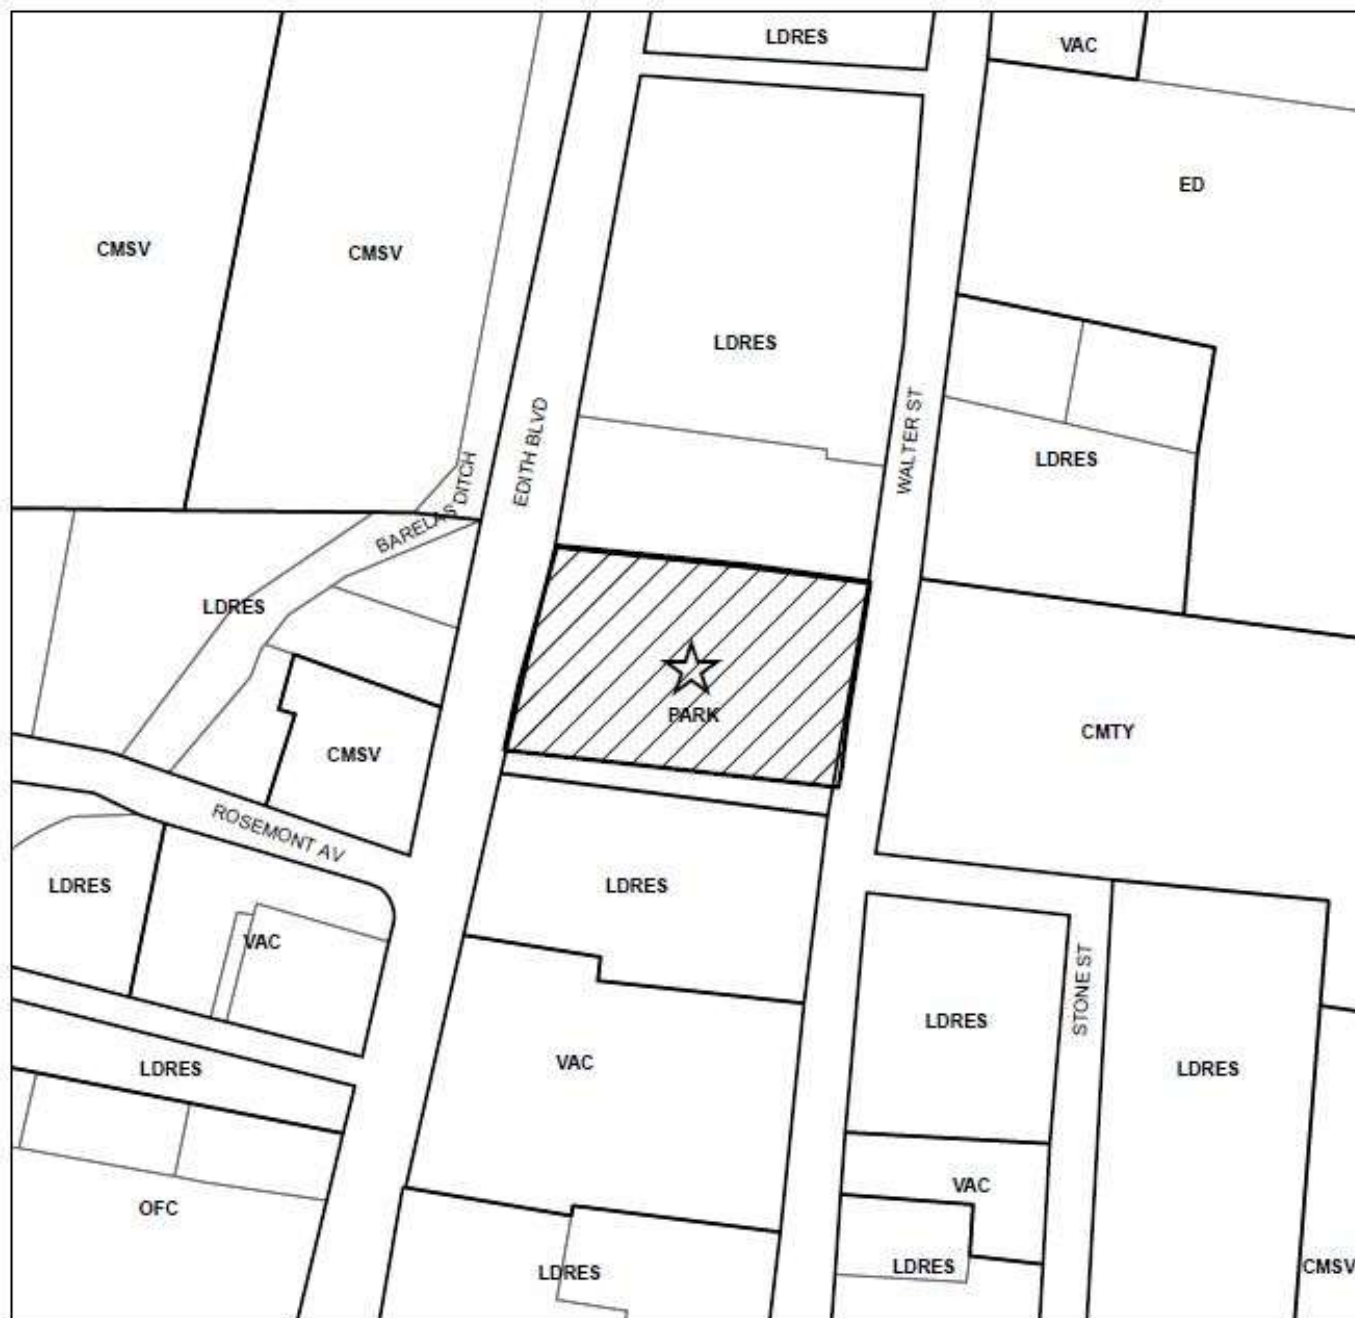 LDRES
VAC
ED
CMSV
CMSV
LDRES
EDITH BLVD
WALTER ST
LDRES
BARELAS DITCH
LDRES
PARK
CMTY
CMSV
ROSEMONT AV
LDRES
LDRES
VAC
STONE ST
LDRES
VAC
LDRES
LDRES
VAC
OFC
LDRES
LDRES
CMSV